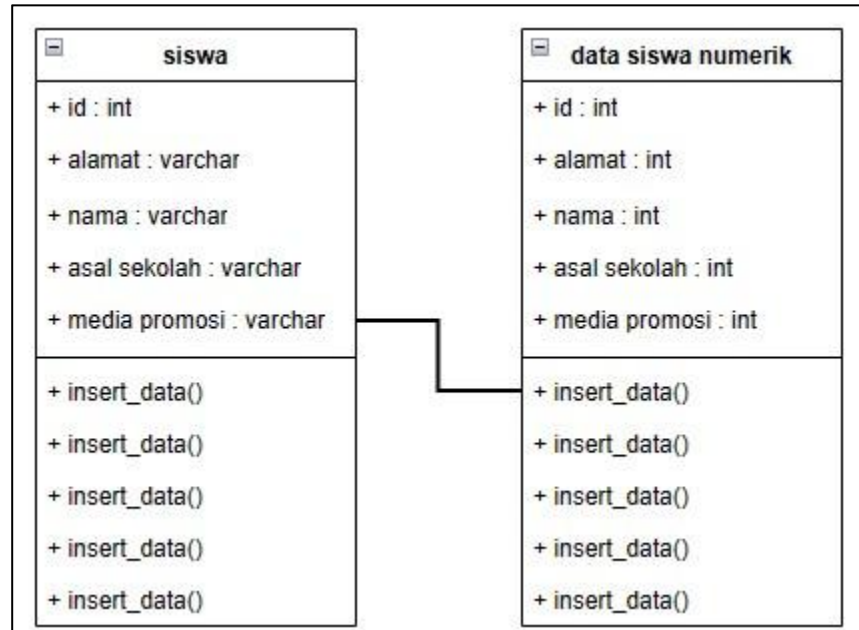 siswa
+ id : int
+ alamat : varchar
+ nama : varchar
+ asal sekolah : varchar
+ media promosi : varchar
+ insert_data()
+ insert_data()
+ insert_data()
+ insert_data()
+ insert_data()
data siswa numerik
+ id : int
+ alamat : int
+ nama : int
+ asal sekolah : int
+ media promosi : int
+ insert_data()
+ insert_data()
+ insert_data()
+ insert_data()
+ insert_data()